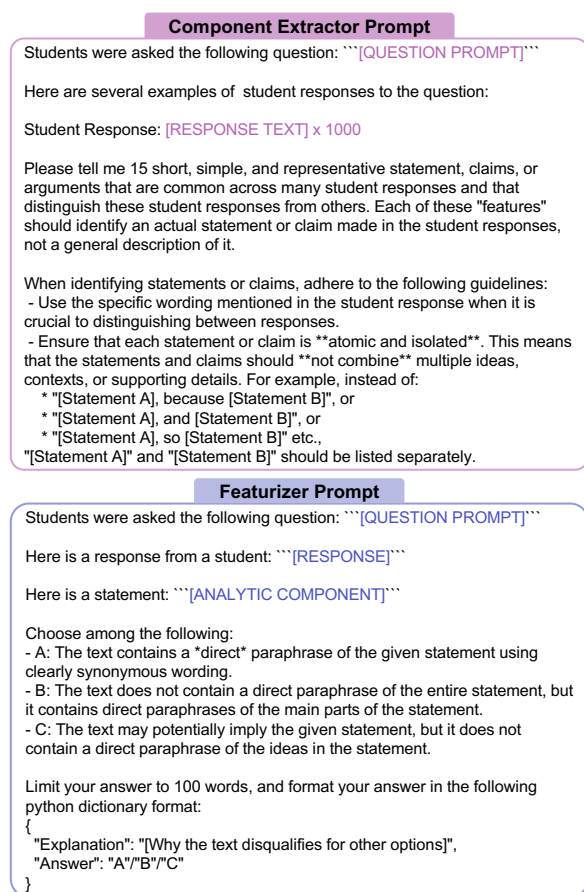 Component Extractor Prompt
Students were asked the following question: ```[QUESTION PROMPT]```
Here are several examples of  student responses to the question:
Student Response: [RESPONSE TEXT] x 1000
Please tell me 15 short, simple, and representative statement, claims, or
arguments that are common across many student responses and that
distinguish these student responses from others. Each of these "features"
should identify an actual statement or claim made in the student responses,
not a general description of it.
When identifying statements or claims, adhere to the following guidelines:
- Use the specific wording mentioned in the student response when it is
crucial to distinguishing between responses.
- Ensure that each statement or claim is **atomic and isolated**. This means
that the statements and claims should **not combine** multiple ideas,
contexts, or supporting details. For example, instead of:
* "[Statement A], because [Statement B]", or
* "[Statement A], and [Statement B]", or
* "[Statement A], so [Statement B]" etc.,
"[Statement A]" and "[Statement B]" should be listed separately.
Featurizer Prompt
Students were asked the following question: ```[QUESTION PROMPT]```
Here is a response from a student: ```[RESPONSE]```
Here is a statement: ```[ANALYTIC COMPONENT]```
Choose among the following:
- A: The text contains a *direct* paraphrase of the given statement using
clearly synonymous wording.
- B: The text does not contain a direct paraphrase of the entire statement, but
it contains direct paraphrases of the main parts of the statement.
- C: The text may potentially imply the given statement, but it does not
contain a direct paraphrase of the ideas in the statement.
Limit your answer to 100 words, and format your answer in the following
python dictionary format:
{
"Explanation": "[Why the text disqualifies for other options]",
"Answer": "A"/"B"/"C"
}